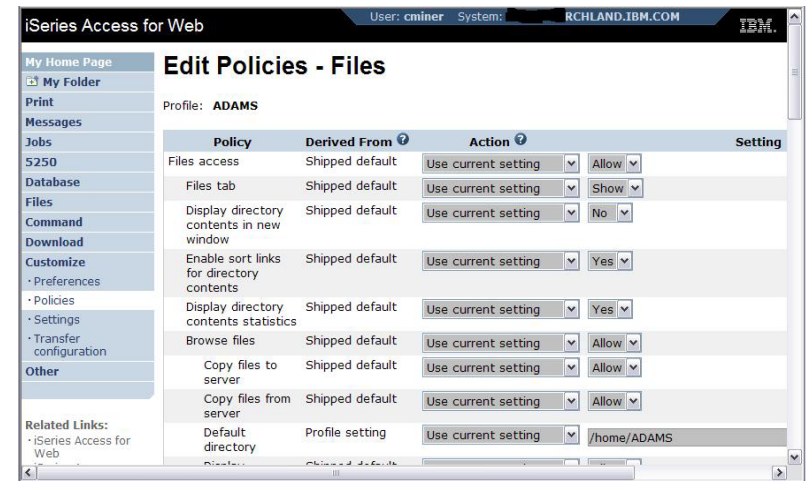 iSeries Access for Web
User: cminer System: RCHLAND.IBM.COM
IBM.
My Home Page
My Folder
Print
Messages
Jobs
5250
Database
Files
Command
Download
Customize
· Preferences
· Policies
· Settings
· Transfer
configuration
Other
Related Links:
· iSeries Access for
Web
Edit Policies - Files
Profile: ADAMS
Policy Derived From ? Action ? Setting
Files access Shipped default Use current setting Allow
Files tab Shipped default Use current setting Show
Display directory Shipped default Use current setting No
contents in new
window
Enable sort links Shipped default Use current setting Yes
for directory
contents
Display directory Shipped default Use current setting Yes
contents statistics
Browse files Shipped default Use current setting Allow
Copy files to Shipped default Use current setting Allow
server
Copy files from Shipped default Use current setting Allow
server
Default Profile setting Use current setting /home/ADAMS
directory
Display Shipped default